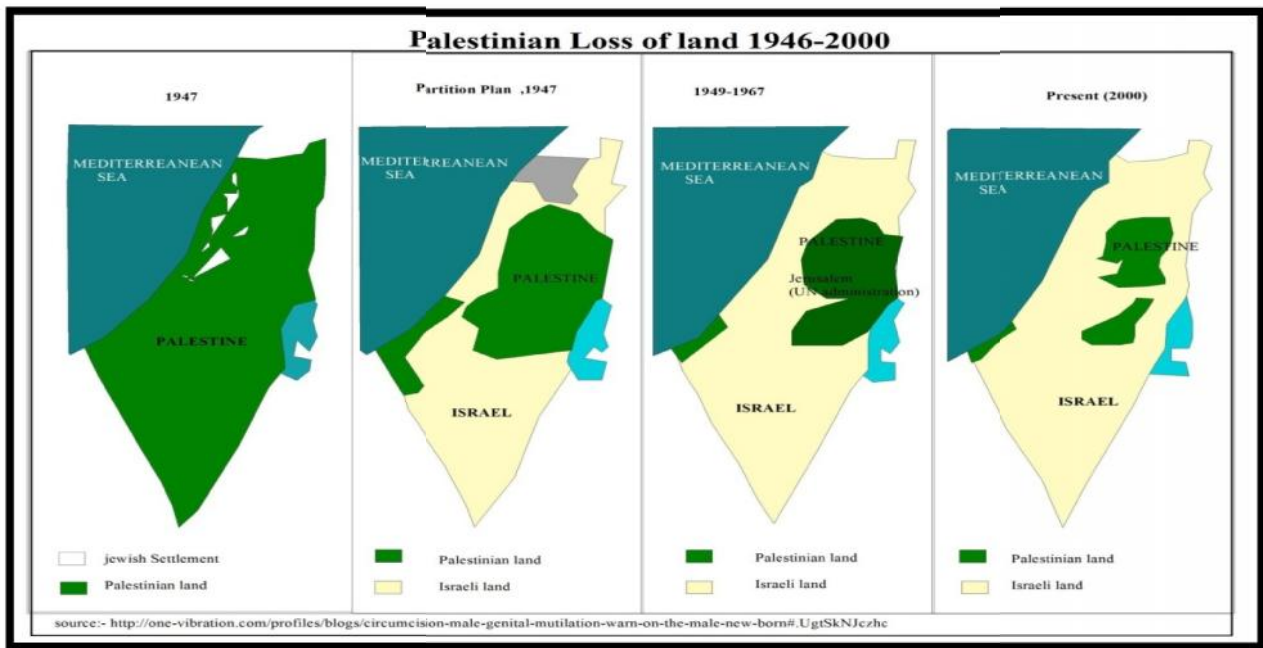 Palestinian Loss of land 1946-2000
1947
MEDITERREANEAN
SEA
PALESTINE
jewish Settlement
Palestinian land
Partition Plan ,1947
MEDITERREANEAN
SEA
PALESTINE
ISRAEL
Palestinian land
Israeli land
1949-1967
MEDITERREANEAN
SEA
PALESTINE
Jerusalem
(UN administration)
ISRAEL
Palestinian land
Israeli land
Present (2000)
MEDITERREANEAN
SEA
PALESTINE
ISRAEL
Palestinian land
Israeli land
source:- http://one-vibration.com/profiles/blogs/circumcision-male-genital-mutilation-warn-on-the-male-new-born#.UgtSkNJczhc